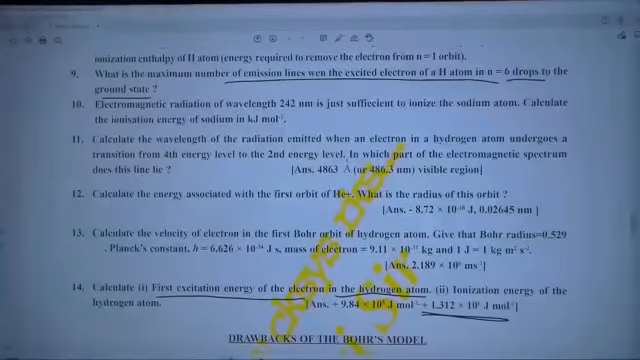 ionization enthalpy of H atom (energy required to remove the electron from n = 1 orbit).
9. What is the maximum number of emission lines wen the excited electron of a H atom in n = 6 drops to the
ground state ?
10. Electromagnetic radiation of wavelength 242 nm is just suffecient to ionize the sodium atom. Calculate
the ionisation energy of sodium in kJ mol⁻¹.
11. Calculate the wavelength of the radiation emitted when an electron in a hydrogen atom undergoes a
transition from 4th energy level to the 2nd energy level. In which part of the electromagnetic spectrum
does this line lie ? [Ans. 4863 Å (or 486.3 nm) visible region]
12. Calculate the energy associated with the first orbit of He+. What is the radius of this orbit ?
[Ans. - 8.72 × 10⁻¹⁸ J, 0.02645 nm ]
13. Calculate the velocity of electron in the first Bohr orbit of hydrogen atom. Give that Bohr radius=0.529
. Planck's constant, h = 6.626 × 10⁻³⁴ J s, mass of electron = 9.11 × 10⁻³¹ kg and 1 J = 1 kg m² s⁻².
[Ans. 2.189 × 10⁶ ms⁻¹]
14. Calculate (i) First excitation energy of the electron in the hydrogen atom. (ii) Ionization energy of the
hydrogen atom. [Ans. + 9.84 × 10⁵ J mol⁻¹ + 1.312 × 10⁶ J mol⁻¹]
DRAWBACKS OF THE BOHR'S MODEL